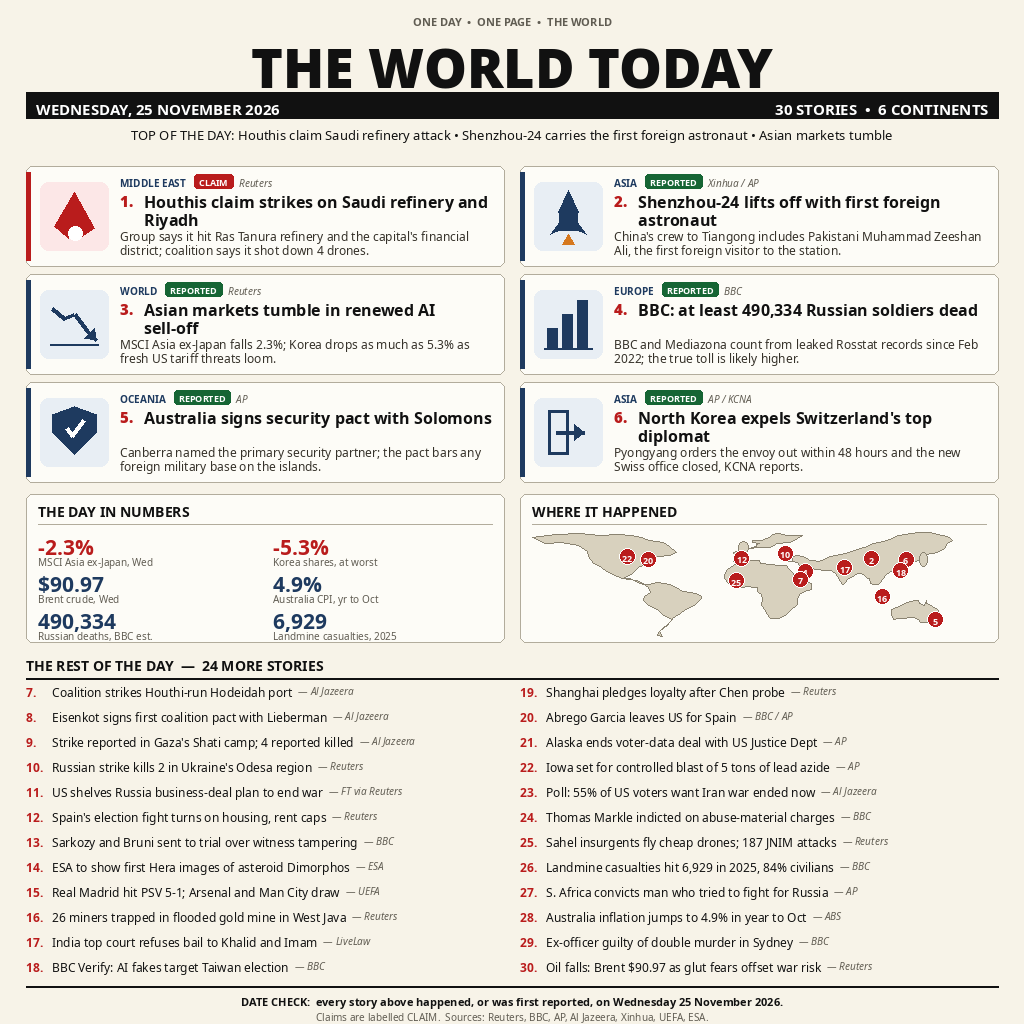 ONE DAY • ONE PAGE • THE WORLD
THE WORLD TODAY
WEDNESDAY, 25 NOVEMBER 2026
30 STORIES • 6 CONTINENTS
TOP OF THE DAY: Houthis claim Saudi refinery attack • Shenzhou-24 carries the first foreign astronaut • Asian markets tumble
MIDDLE EAST CLAIM Reuters
1. Houthis claim strikes on Saudi refinery and
Riyadh
Group says it hit Ras Tanura refinery and the capital's financial
district; coalition says it shot down 4 drones.
ASIA REPORTED Xinhua / AP
2. Shenzhou-24 lifts off with first foreign
astronaut
China's crew to Tiangong includes Pakistani Muhammad Zeeshan
Ali, the first foreign visitor to the station.
WORLD REPORTED Reuters
3. Asian markets tumble in renewed AI
sell-off
MSCI Asia ex-Japan falls 2.3%; Korea drops as much as 5.3% as
fresh US tariff threats loom.
EUROPE REPORTED BBC
4. BBC: at least 490,334 Russian soldiers dead
BBC and Mediazona count from leaked Rosstat records since Feb
2022; the true toll is likely higher.
OCEANIA REPORTED AP
5. Australia signs security pact with Solomons
Canberra named the primary security partner; the pact bars any
foreign military base on the islands.
ASIA REPORTED AP / KCNA
6. North Korea expels Switzerland's top
diplomat
Pyongyang orders the envoy out within 48 hours and the new
Swiss office closed, KCNA reports.
THE DAY IN NUMBERS
-2.3%
MSCI Asia ex-Japan, Wed
-5.3%
Korea shares, at worst
$90.97
Brent crude, Wed
4.9%
Australia CPI, yr to Oct
490,334
Russian deaths, BBC est.
6,929
Landmine casualties, 2025
WHERE IT HAPPENED
22
20
12
10
25
7
17
2
6
18
16
5
THE REST OF THE DAY — 24 MORE STORIES
7. Coalition strikes Houthi-run Hodeidah port — Al Jazeera
8. Eisenkot signs first coalition pact with Lieberman — Al Jazeera
9. Strike reported in Gaza's Shati camp; 4 reported killed — Al Jazeera
10. Russian strike kills 2 in Ukraine's Odesa region — Reuters
11. US shelves Russia business-deal plan to end war — FT via Reuters
12. Spain's election fight turns on housing, rent caps — Reuters
13. Sarkozy and Bruni sent to trial over witness tampering — BBC
14. ESA to show first Hera images of asteroid Dimorphos — ESA
15. Real Madrid hit PSV 5-1; Arsenal and Man City draw — UEFA
16. 26 miners trapped in flooded gold mine in West Java — Reuters
17. India top court refuses bail to Khalid and Imam — LiveLaw
18. BBC Verify: AI fakes target Taiwan election — BBC
19. Shanghai pledges loyalty after Chen probe — Reuters
20. Abrego Garcia leaves US for Spain — BBC / AP
21. Alaska ends voter-data deal with US Justice Dept — AP
22. Iowa set for controlled blast of 5 tons of lead azide — AP
23. Poll: 55% of US voters want Iran war ended now — Al Jazeera
24. Thomas Markle indicted on abuse-material charges — BBC
25. Sahel insurgents fly cheap drones; 187 JNIM attacks — Reuters
26. Landmine casualties hit 6,929 in 2025, 84% civilians — BBC
27. S. Africa convicts man who tried to fight for Russia — AP
28. Australia inflation jumps to 4.9% in year to Oct — ABS
29. Ex-officer guilty of double murder in Sydney — BBC
30. Oil falls: Brent $90.97 as glut fears offset war risk — Reuters
DATE CHECK: every story above happened, or was first reported, on Wednesday 25 November 2026.
Claims are labelled CLAIM. Sources: Reuters, BBC, AP, Al Jazeera, Xinhua, UEFA, ESA.